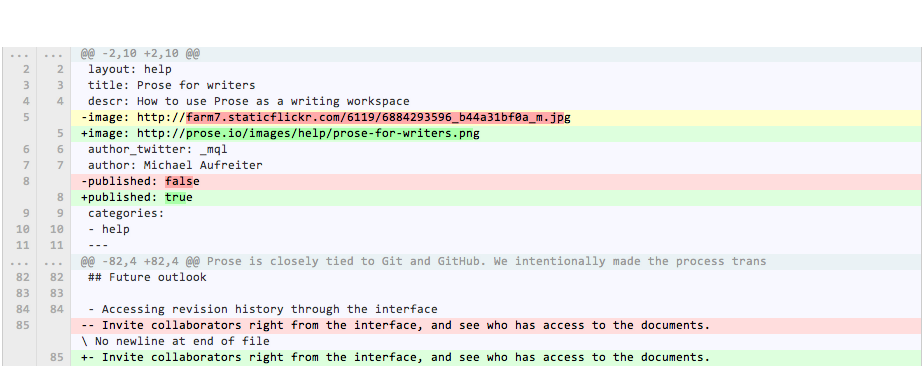 ... ... @@ -2,10 +2,10 @@
2 2 layout: help
3 3 title: Prose for writers
4 4 descr: How to use Prose as a writing workspace
5 -image: http://farm7.staticflickr.com/6119/6884293596_b44a31bf0a_m.jpg
5 +image: http://prose.io/images/help/prose-for-writers.png
6 6 author_twitter: _mql
7 7 author: Michael Aufreiter
8 -published: false
8 +published: true
9 9 categories:
10 10 - help
11 11 ---
... ... @@ -82,4 +82,4 @@ Prose is closely tied to Git and GitHub. We intentionally made the process trans
82 82 ## Future outlook
83 83
84 84 - Accessing revision history through the interface
85 -- Invite collaborators right from the interface, and see who has access to the documents.
\ No newline at end of file
85 +- Invite collaborators right from the interface, and see who has access to the documents.